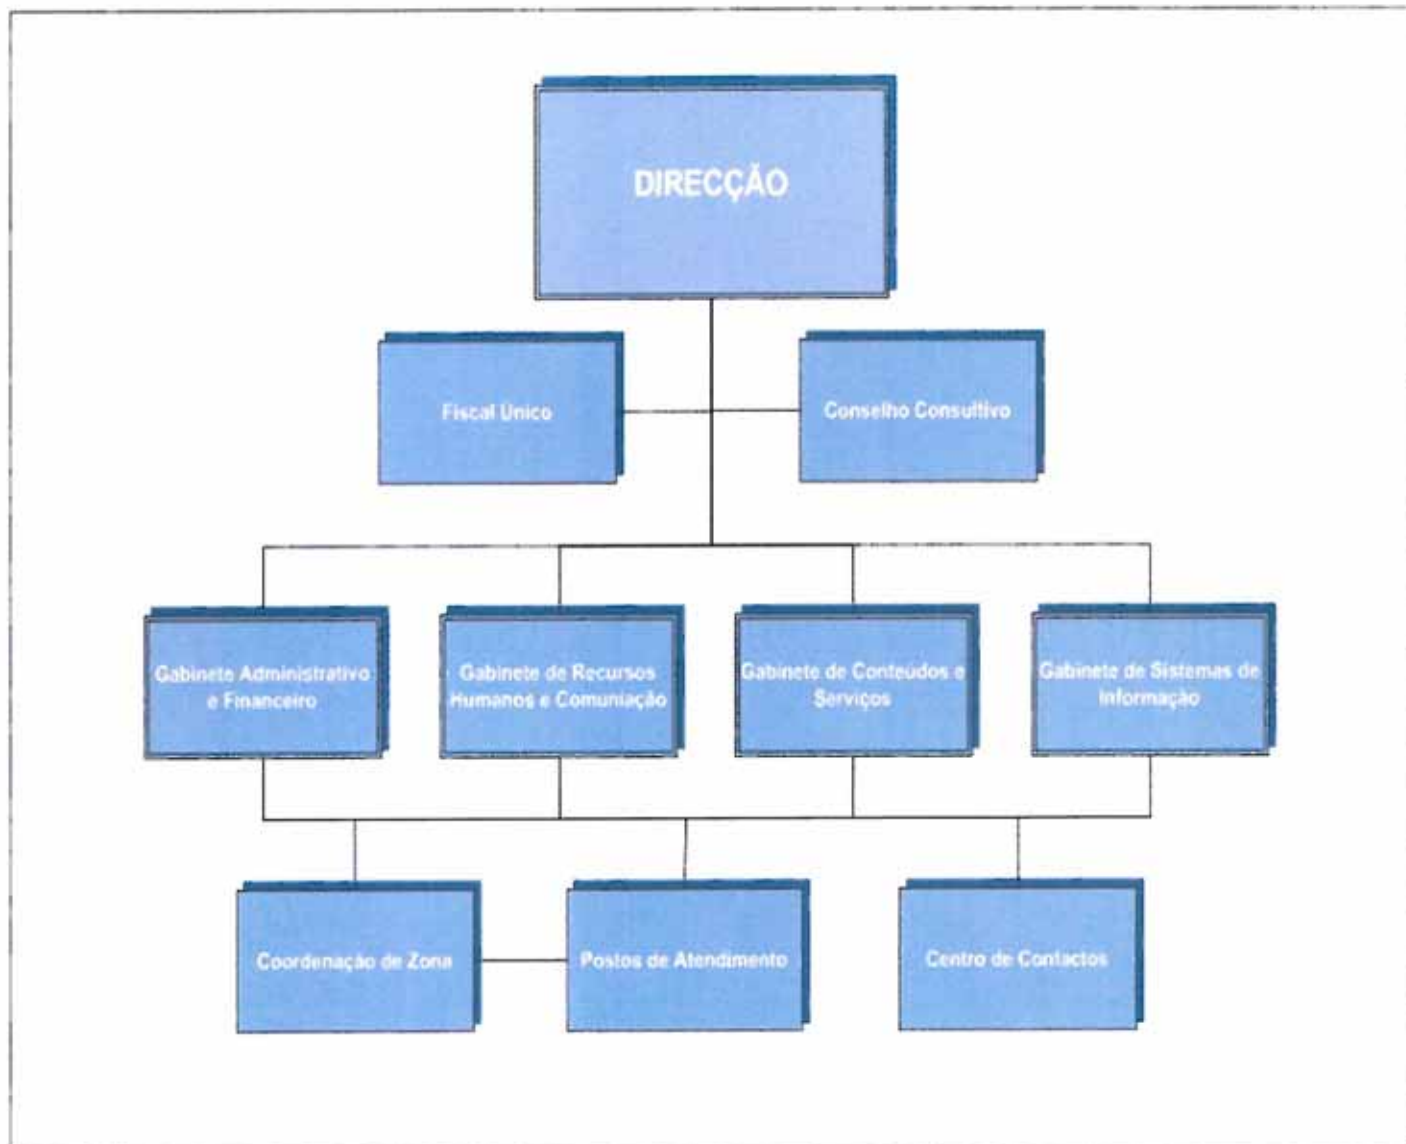 DIRECÇÃO
Fiscal Único
Conselho Consultivo
Gabinete Administrativo
e Financeiro
Gabinete de Recursos
Humanos e Comuniação
Gabinete de Conteúdos e
Serviços
Gabinete de Sistemas de
Informação
Coordenação de Zona
Postos de Atendimento
Centro de Contactos